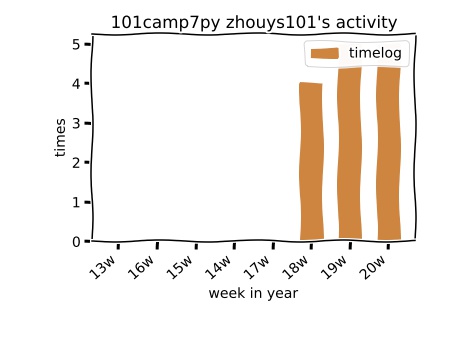 101camp7py zhouys101's activity
timelog
times
5
4
3
2
1
0
13w 16w 15w 14w 17w 18w 19w 20w
week in year